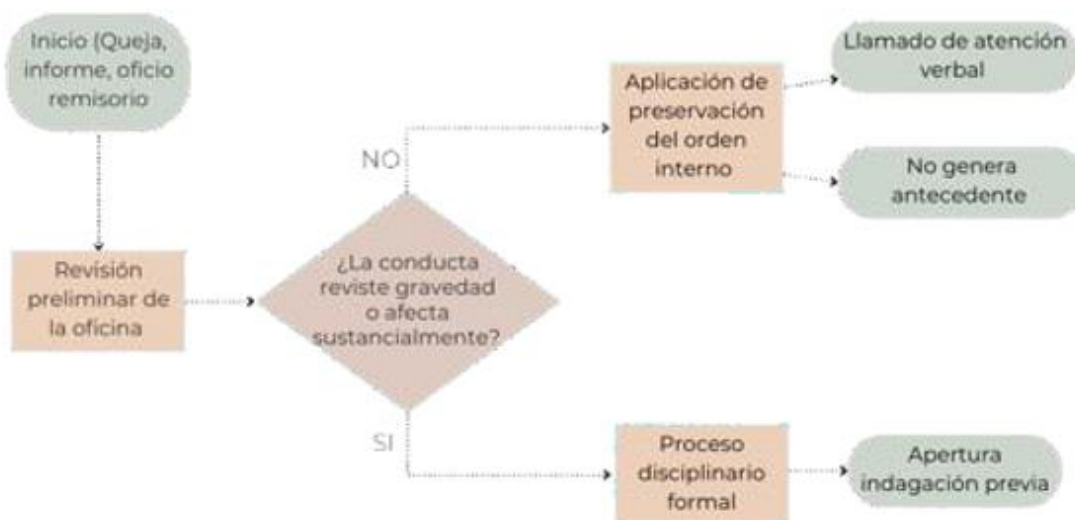 Inicio (Queja,
informe, oficio
remisorio
Revisión
preliminar de
la oficina
¿La conducta
reviste gravedad
o afecta
sustancialmente?
NO
Aplicación de
preservación
del orden
interno
Llamado de atención
verbal
No genera
antecedente
SI
Proceso
disciplinario
formal
Apertura
indagación previa